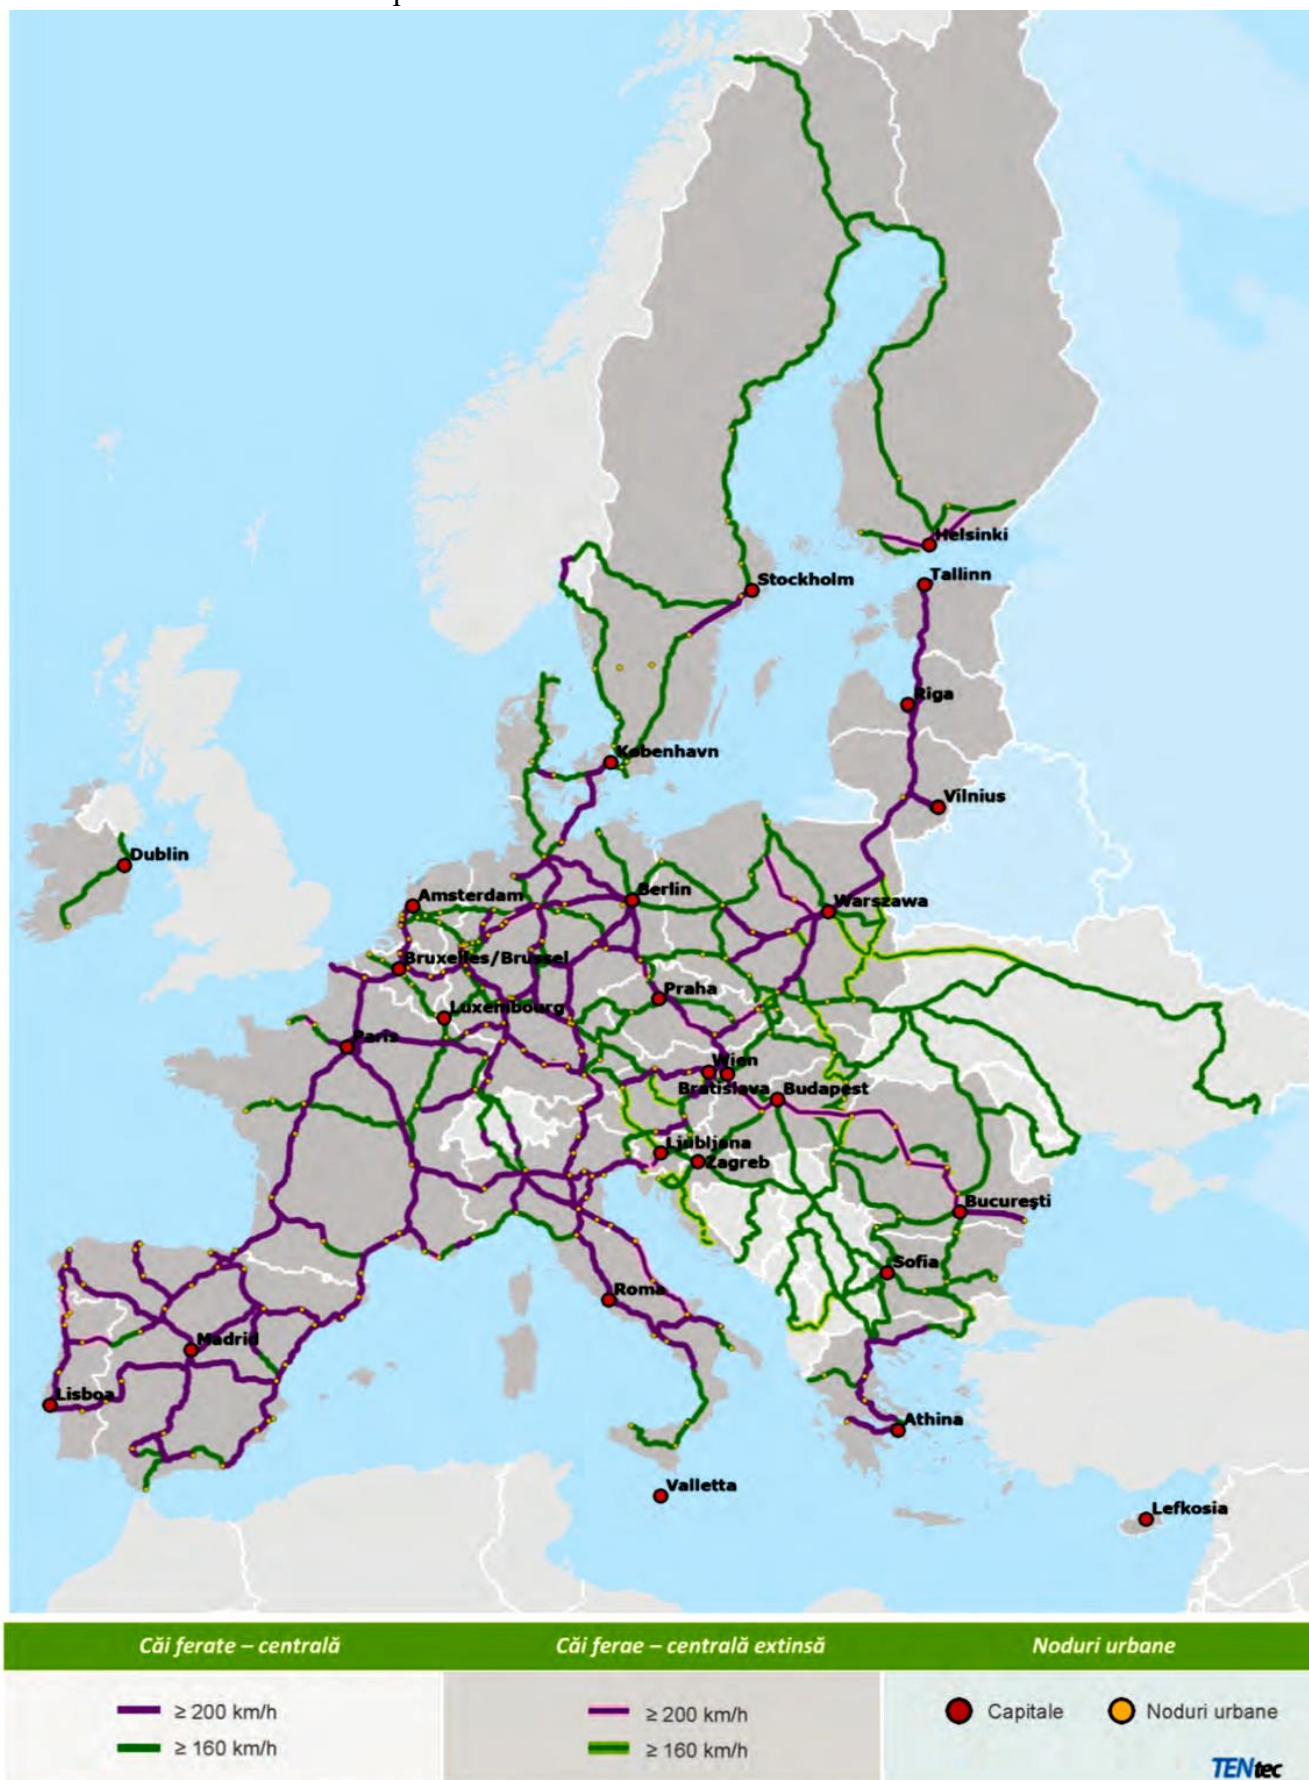 Helsinki
Tallinn
Stockholm
Riga
København
Vilnius
Dublin
Amsterdam
Berlin
Warszawa
Bruxelles/Brussel
Praha
Luxembourg
Paris
Wien
Bratislava
Budapest
Ljubljana
Zagreb
Bucureşti
Sofia
Roma
Madrid
Lisboa
Athina
Valletta
Lefkosia
Căi ferate – centrală
Căi ferae – centrală extinsă
Noduri urbane
≥ 200 km/h
≥ 200 km/h
Capitale
Noduri urbane
≥ 160 km/h
≥ 160 km/h
TENtec